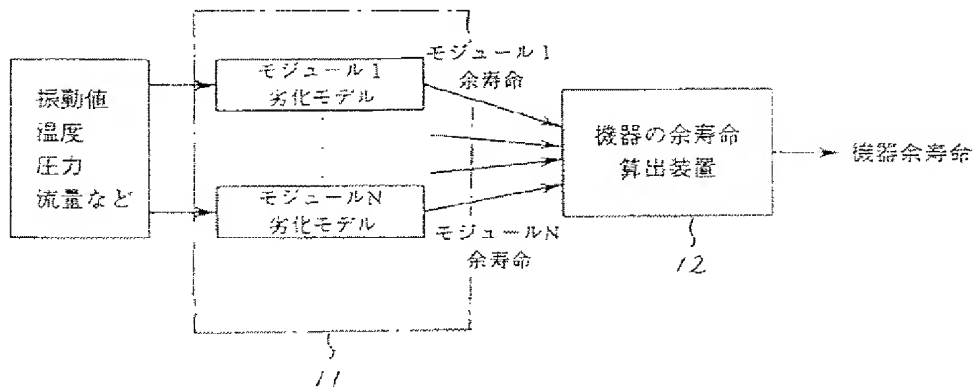 振動値
温度
圧力
流量など
モジュール1
劣化モデル
モジュールN
劣化モデル
モジュール1
余寿命
モジュールN
余寿命
機器の余寿命
算出装置
機器余寿命
11
12